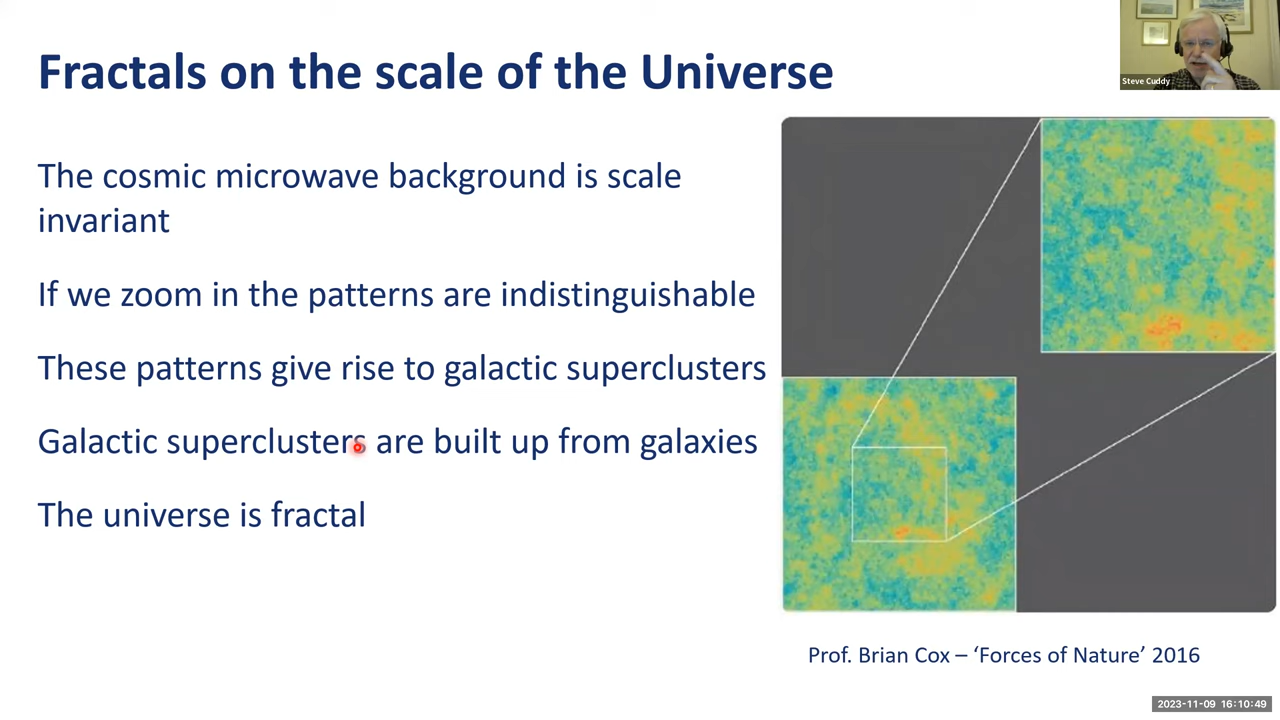 Fractals on the scale of the Universe
Steve Cuddy
The cosmic microwave background is scale
invariant
If we zoom in the patterns are indistinguishable
These patterns give rise to galactic superclusters
Galactic superclusters are built up from galaxies
The universe is fractal
Prof. Brian Cox – ‘Forces of Nature’ 2016
2023-11-09 16:10:49